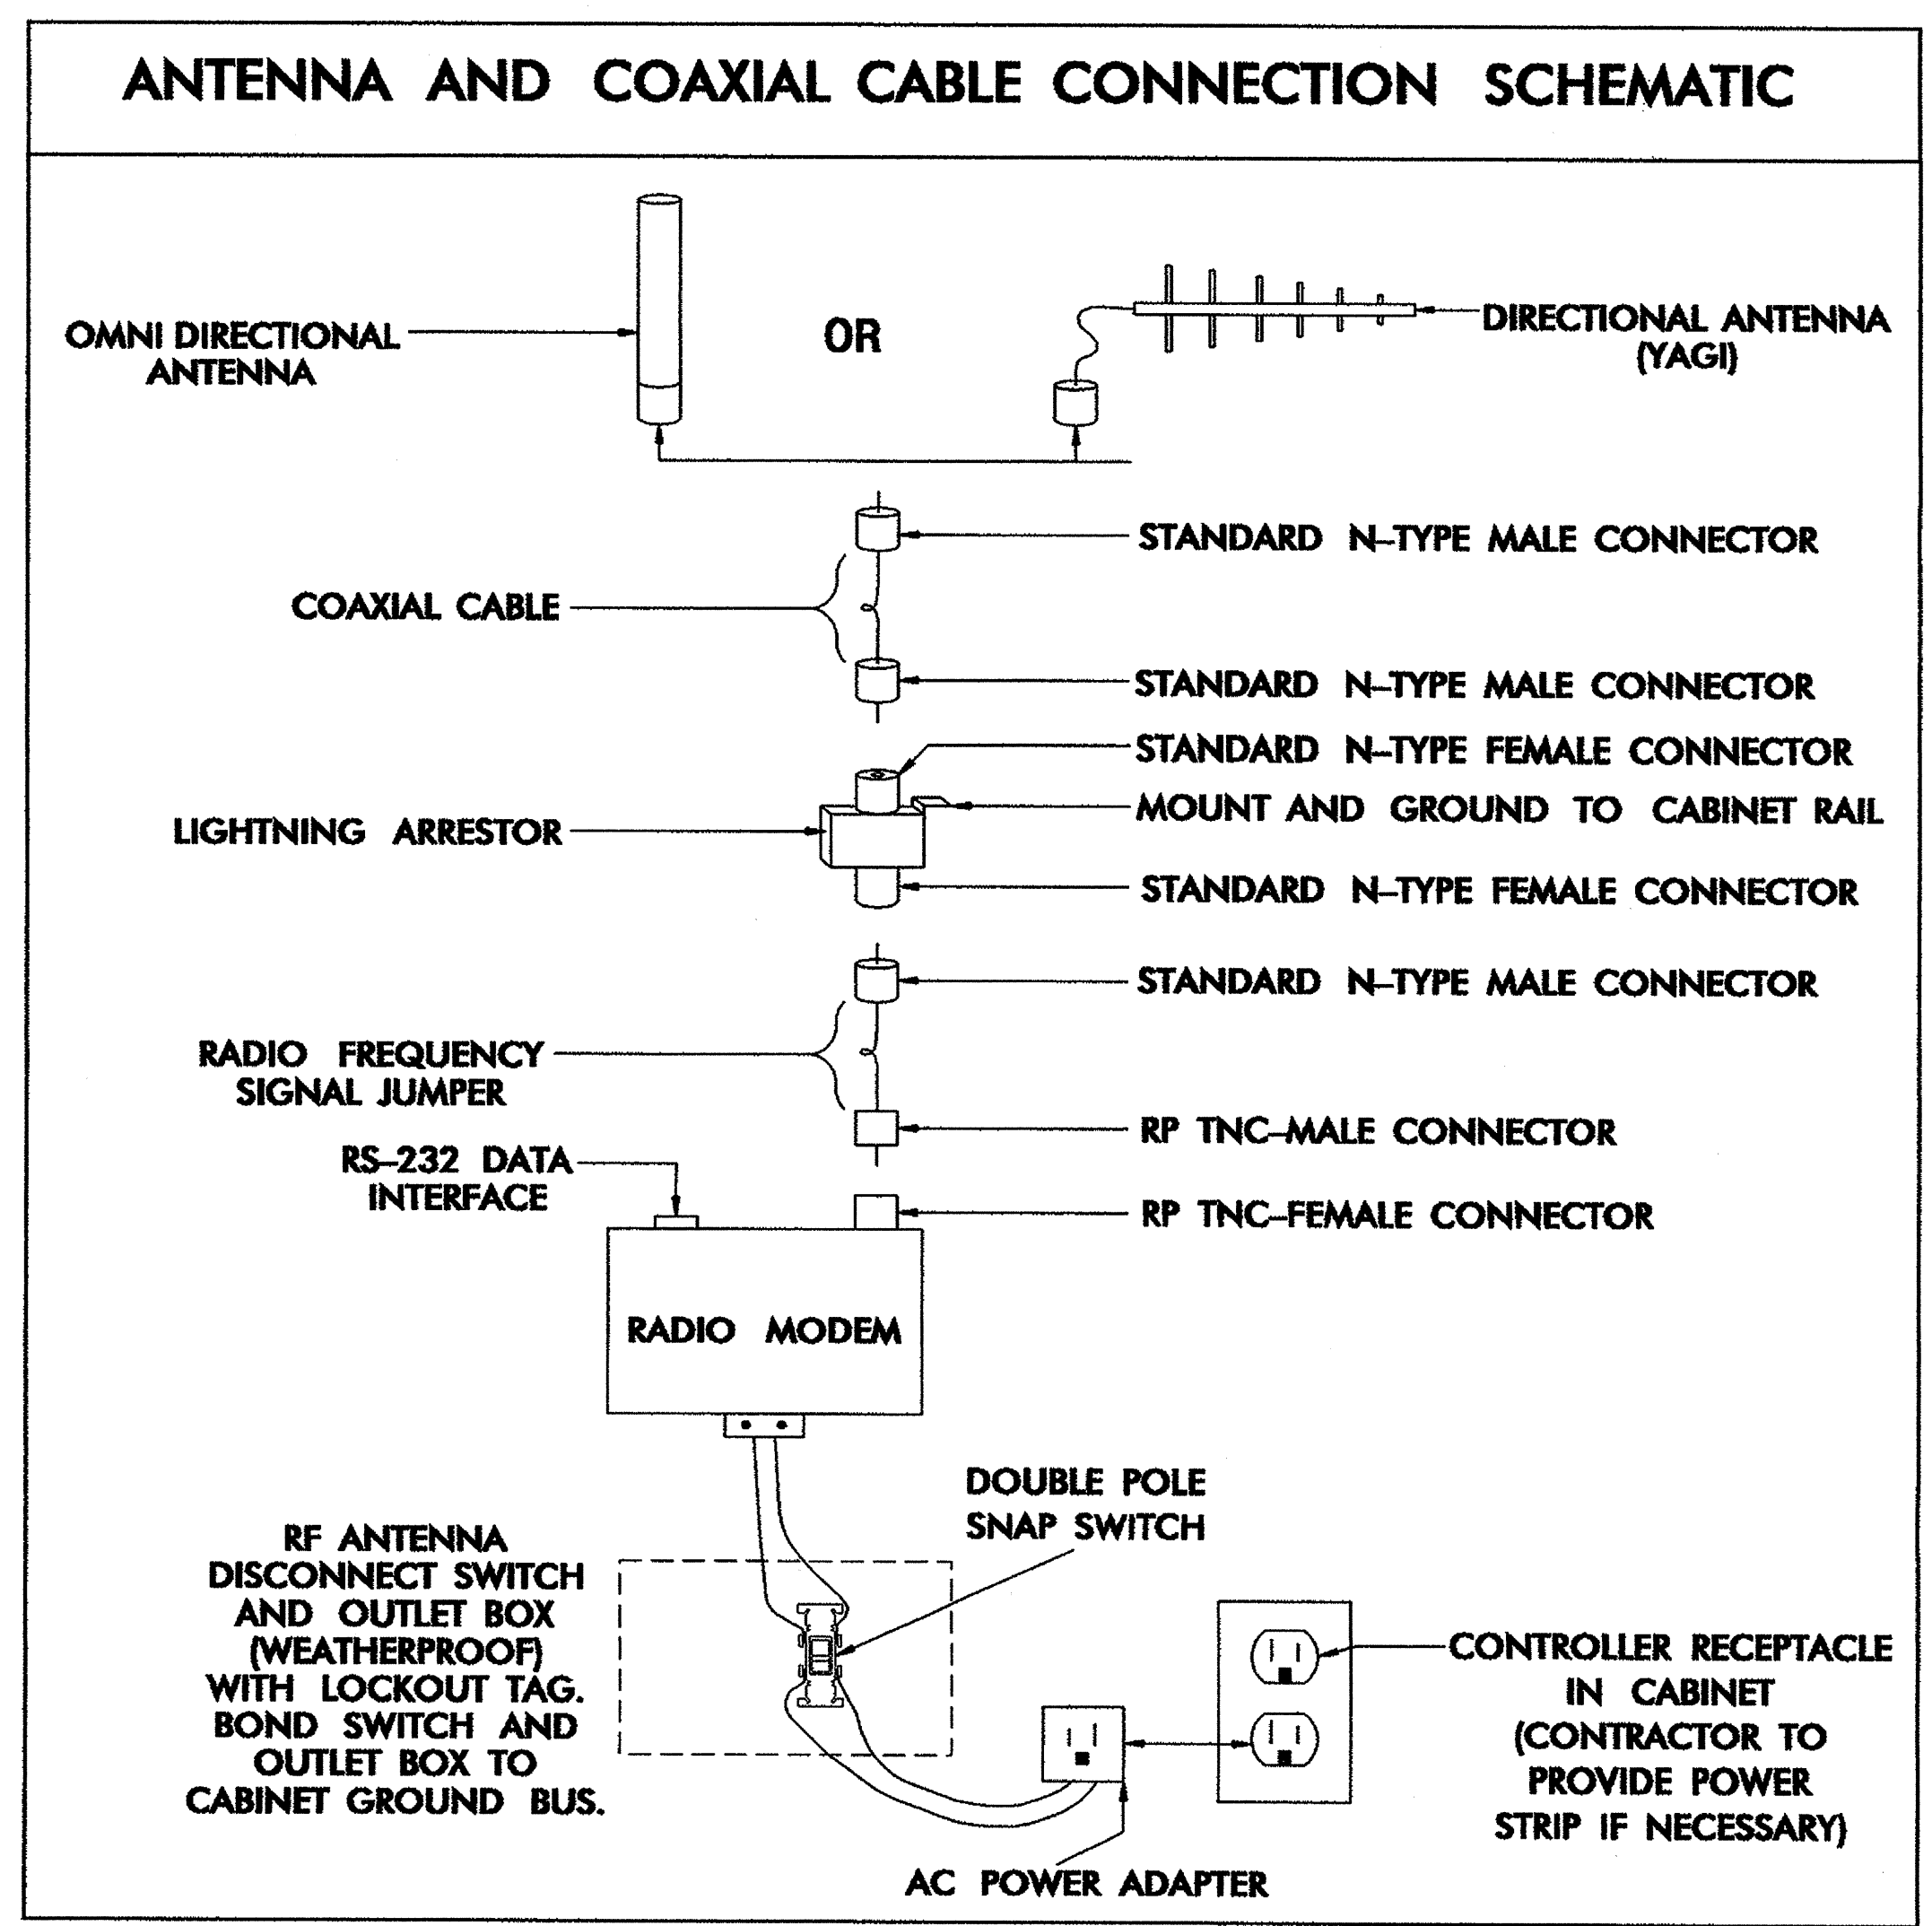 ANTENNA AND COAXIAL CABLE CONNECTION SCHEMATIC
OMNI DIRECTIONAL
ANTENNA
OR
DIRECTIONAL ANTENNA
(YAGI)
STANDARD N-TYPE MALE CONNECTOR
COAXIAL CABLE
STANDARD N-TYPE MALE CONNECTOR
STANDARD N-TYPE FEMALE CONNECTOR
MOUNT AND GROUND TO CABINET RAIL
LIGHTNING ARRESTOR
STANDARD N-TYPE FEMALE CONNECTOR
STANDARD N-TYPE MALE CONNECTOR
RADIO FREQUENCY
SIGNAL JUMPER
RP TNC-MALE CONNECTOR
RS-232 DATA
INTERFACE
RP TNC-FEMALE CONNECTOR
RADIO MODEM
DOUBLE POLE
SNAP SWITCH
RF ANTENNA
DISCONNECT SWITCH
AND OUTLET BOX
(WEATHERPROOF)
WITH LOCKOUT TAG.
BOND SWITCH AND
OUTLET BOX TO
CABINET GROUND BUS.
CONTROLLER RECEPTACLE
IN CABINET
(CONTRACTOR TO
PROVIDE POWER
STRIP IF NECESSARY)
AC POWER ADAPTER